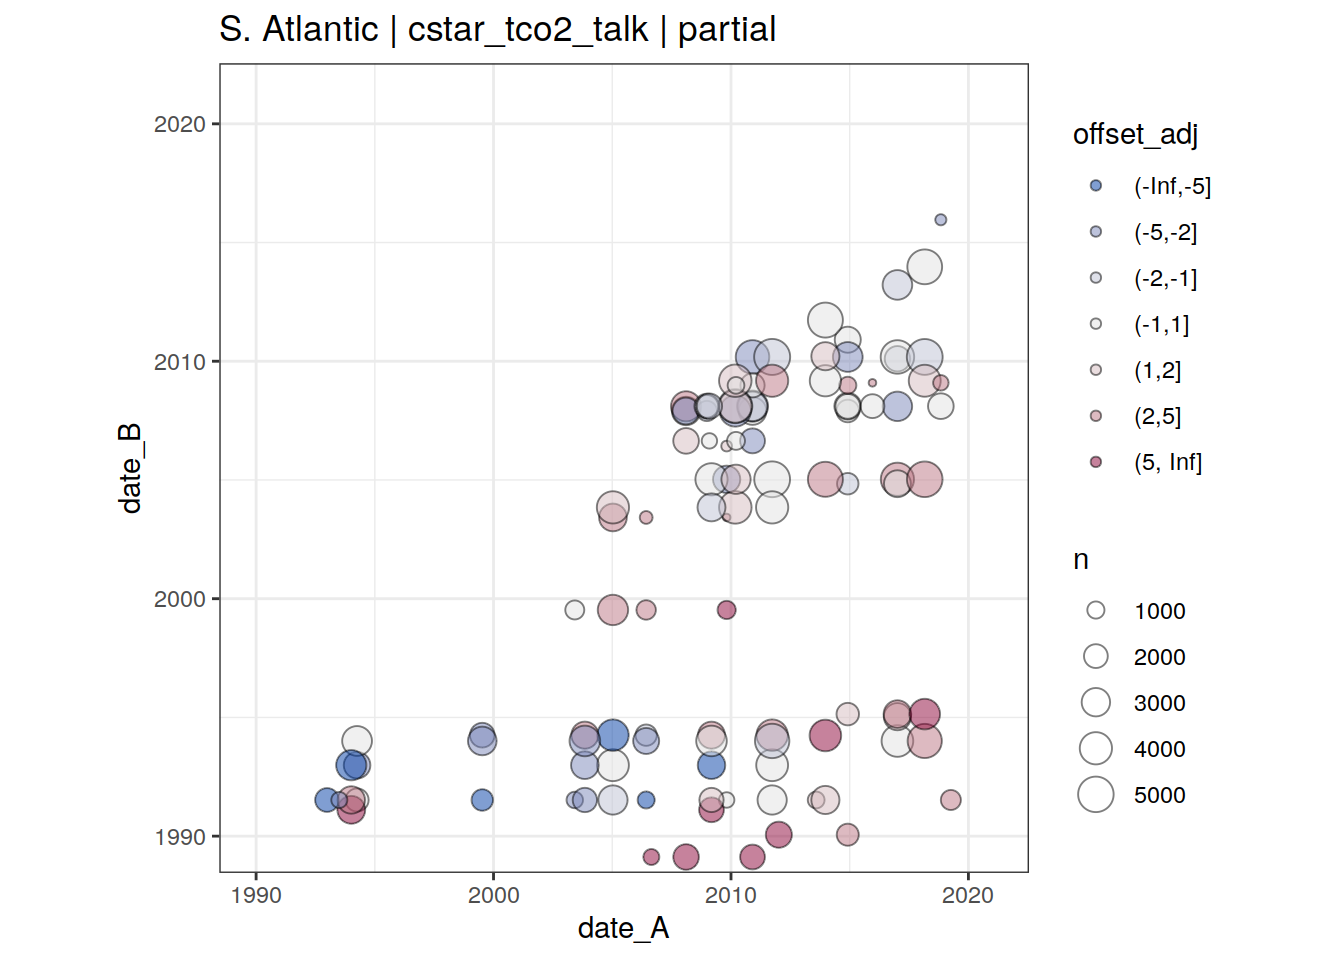 S. Atlantic | cstar_tco2_talk | partial
date_B
2020
2010
2000
1990
1990
2000
2010
2020
date_A
offset_adj
(-Inf,-5]
(-5,-2]
(-2,-1]
(-1,1]
(1,2]
(2,5]
(5, Inf]
n
1000
2000
3000
4000
5000